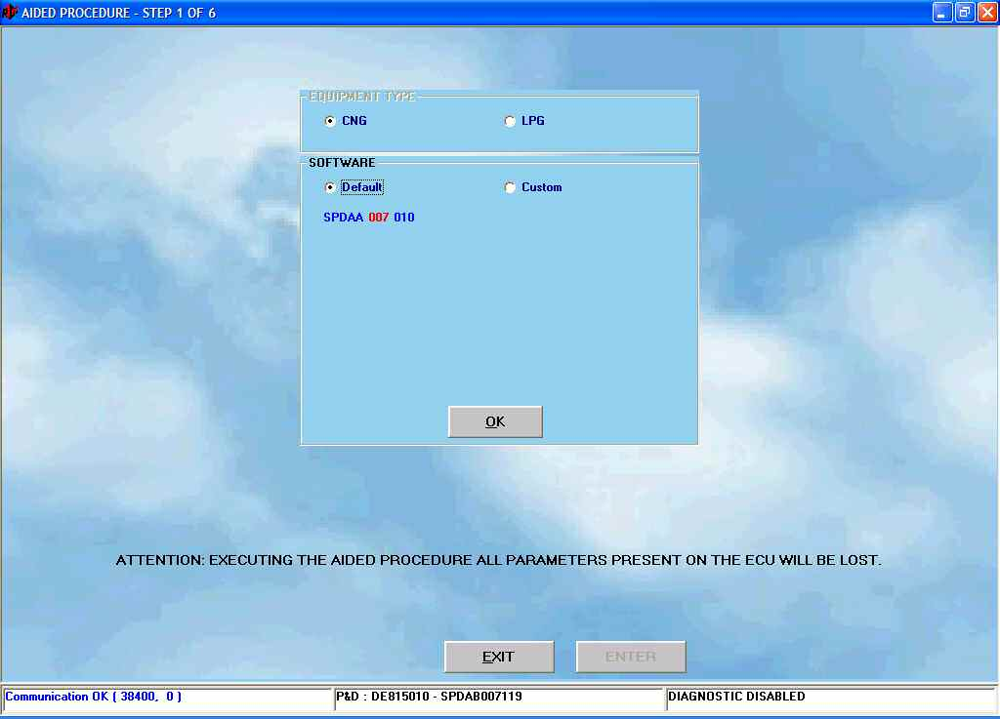 AIDED PROCEDURE - STEP 1 OF 6
EQUIPMENT TYPE
CNG LPG
SOFTWARE
Default Custom
SPDAA 007 010
OK
ATTENTION: EXECUTING THE AIDED PROCEDURE ALL PARAMETERS PRESENT ON THE ECU WILL BE LOST.
EXIT ENTER
Communication OK ( 38400, 0 ) P&D : DE815010 - SPDAB007119 DIAGNOSTIC DISABLED